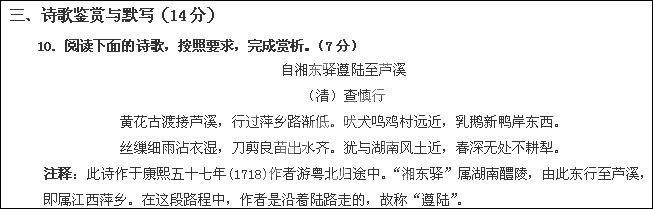 三、诗歌鉴赏与默写（14分）
10．阅读下面的诗歌，按照要求，完成赏析。（7分）
自湘东驿遵陆至芦溪
（清）查慎行
黄花古渡接芦溪，行过萍乡路渐低。吠犬鸣鸡村远近，乳鹅新鸭岸东西。
丝缫细雨沾衣湿，刀剪良苗出水齐。犹与湖南风土近，春深无处不耕犁。
注释：此诗作于康熙五十七年(1718)作者游粤北归途中。“湘东驿”属湖南醴陵，由此东行至芦溪，
即属江西萍乡。在这段路程中，作者是沿着陆路走的，故称“遵陆”。